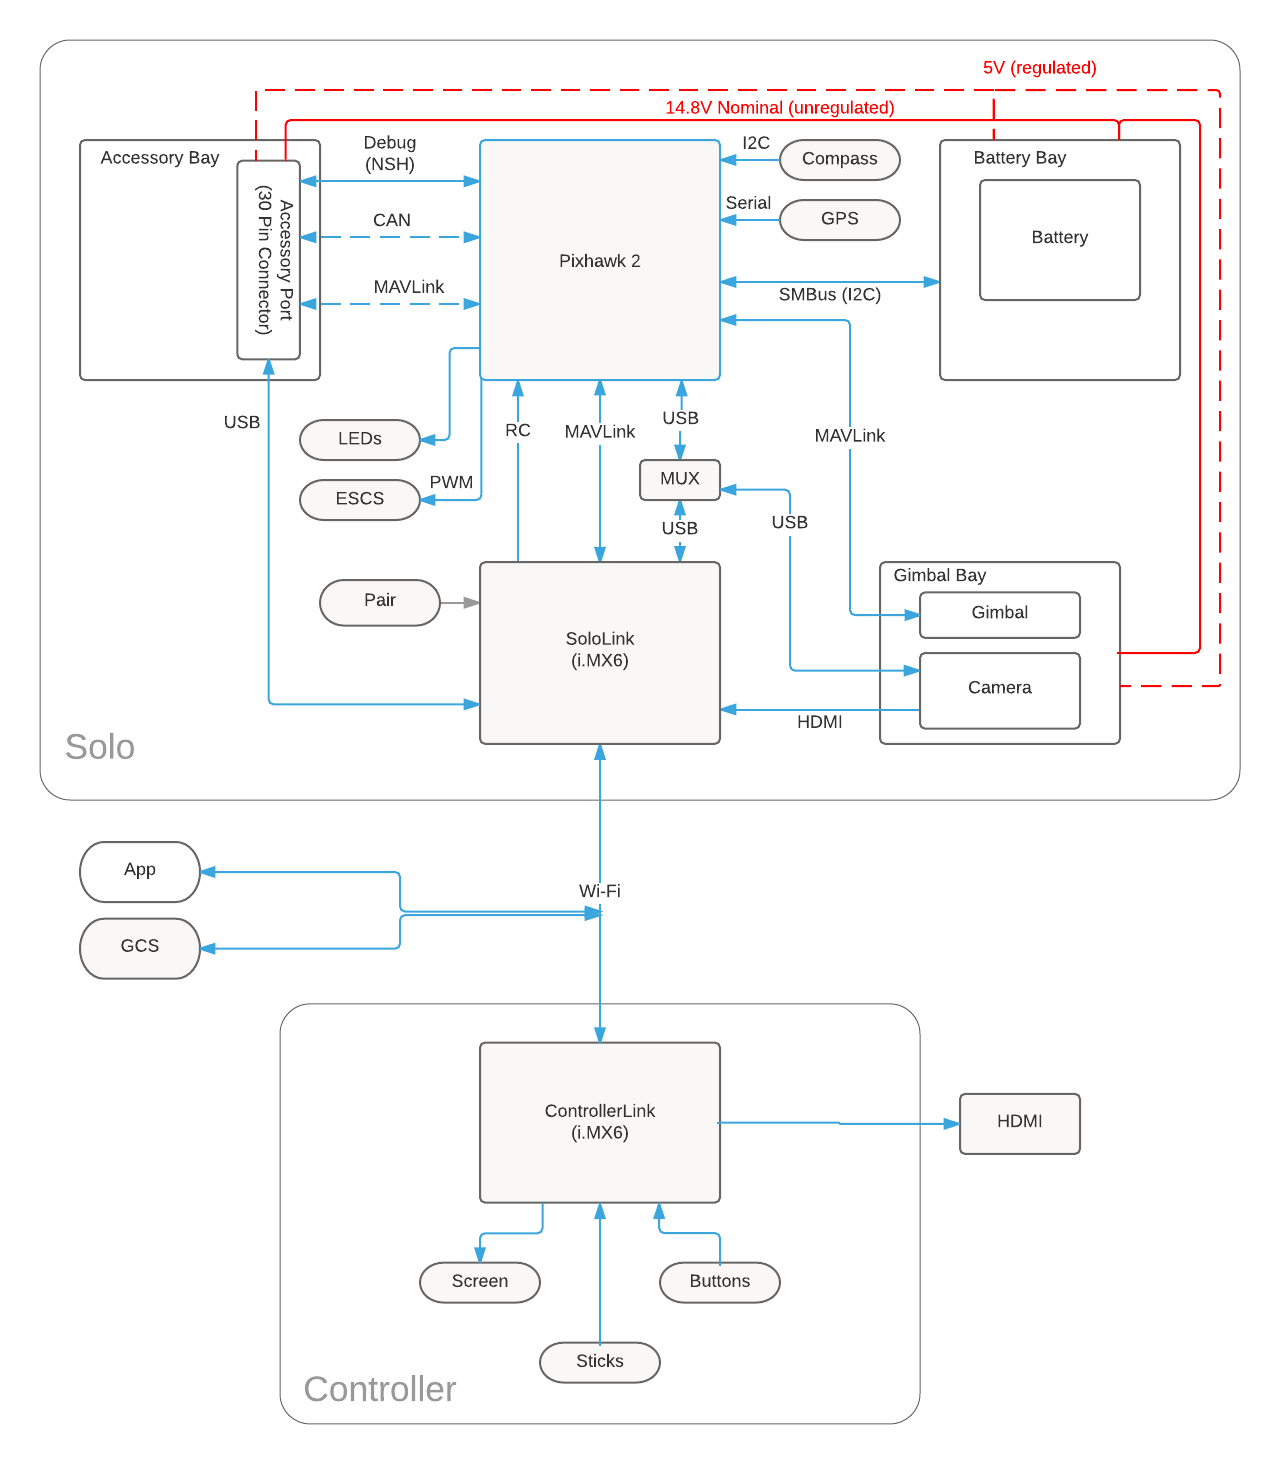 5V (regulated)
14.8V Nominal (unregulated)
Accessory Bay
Debug
(NSH)
I2C
Compass
Battery Bay
Accessory Port
(30 Pin Connector)
CAN
Serial
GPS
Battery
Pixhawk 2
MAVLink
SMBus (I2C)
USB
LEDs
RC
MAVLink
USB
MAVLink
PWM
ESCS
MUX
USB
USB
Gimbal Bay
Pair
Gimbal
SoloLink
(i.MX6)
Camera
HDMI
Solo
App
Wi-Fi
GCS
ControllerLink
(i.MX6)
HDMI
Screen
Buttons
Sticks
Controller